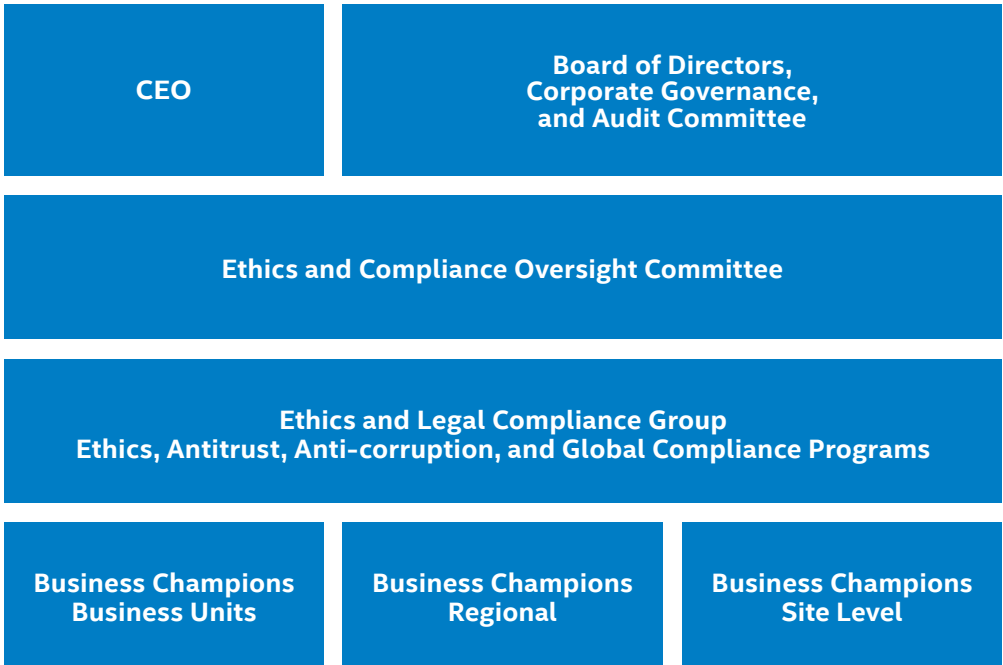 CEO
Board of Directors,
Corporate Governance,
and Audit Committee
Ethics and Compliance Oversight Committee
Ethics and Legal Compliance Group
Ethics, Antitrust, Anti-corruption, and Global Compliance Programs
Business Champions
Business Units
Business Champions
Regional
Business Champions
Site Level